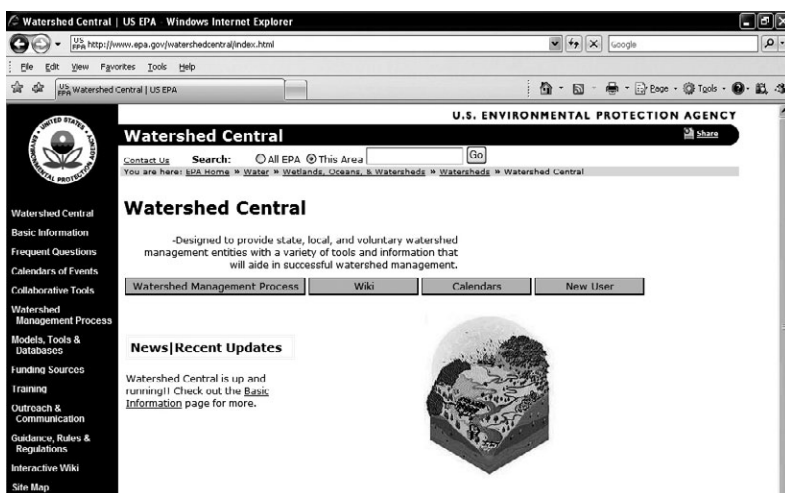 Watershed Central | US EPA - Windows Internet Explorer
http://www.epa.gov/watershedcentral/index.html
Google
File Edit View Favorites Tools Help
Watershed Central | US EPA
Page Tools
U.S. ENVIRONMENTAL PROTECTION AGENCY
Watershed Central
Share
Contact Us Search: All EPA This Area Go
You are here: EPA Home » Water » Wetlands, Oceans, & Watersheds » Watersheds » Watershed Central
Watershed Central
Basic Information
Frequent Questions
Calendars of Events
Collaborative Tools
Watershed
Management Process
Models, Tools &
Databases
Funding Sources
Training
Outreach &
Communication
Guidance, Rules &
Regulations
Interactive Wiki
Site Map
Watershed Central
-Designed to provide state, local, and voluntary watershed
management entities with a variety of tools and information that
will aide in successful watershed management.
Watershed Management Process Wiki Calendars New User
News|Recent Updates
Watershed Central is up and
running!! Check out the Basic
Information page for more.